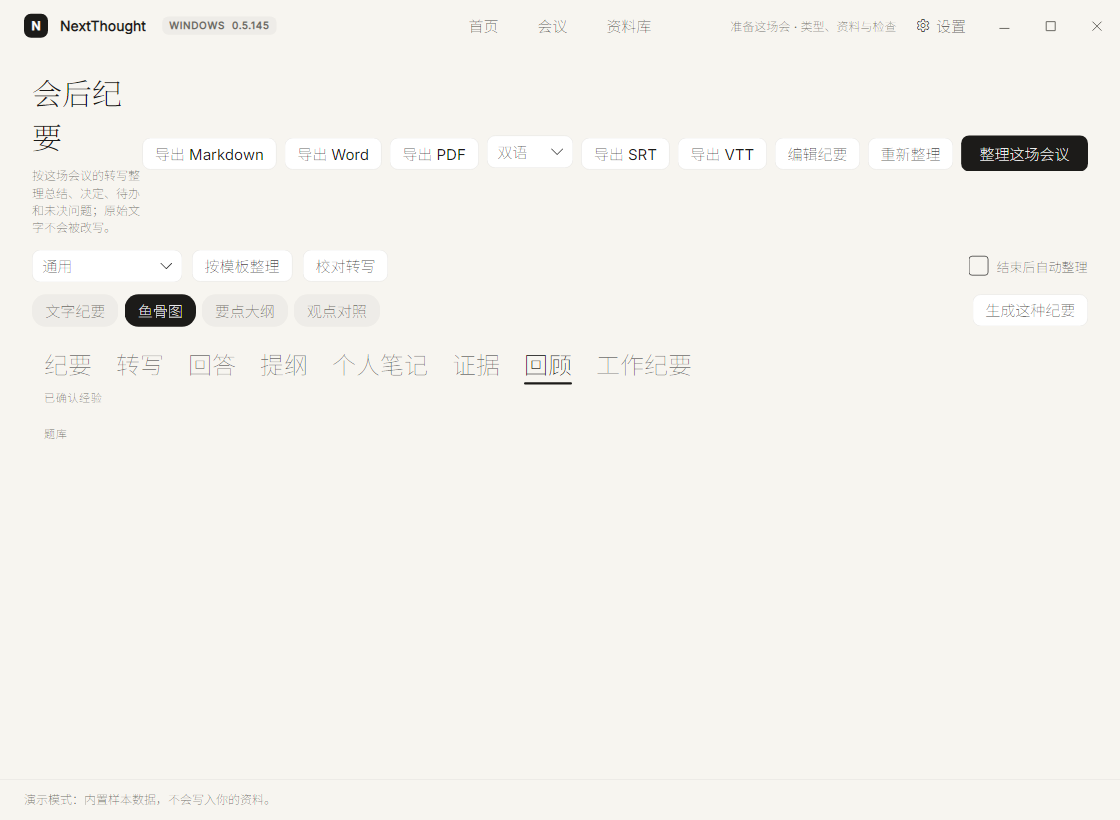 N NextThought WINDOWS 0.5.145 首页 会议 资料库 准备这场会 · 类型、资料与检查 设置
会后纪
要
导出 Markdown 导出 Word 导出 PDF 双语 导出 SRT 导出 VTT 编辑纪要 重新整理 整理这场会议
按这场会议的转写整
理总结、决定、待办
和未决问题；原始文
字不会被改写。
通用 按模板整理 校对转写 结束后自动整理
文字纪要 鱼骨图 要点大纲 观点对照 生成这种纪要
纪要 转写 回答 提纲 个人笔记 证据 回顾 工作纪要
已确认经验
题库
演示模式：内置样本数据，不会写入你的资料。